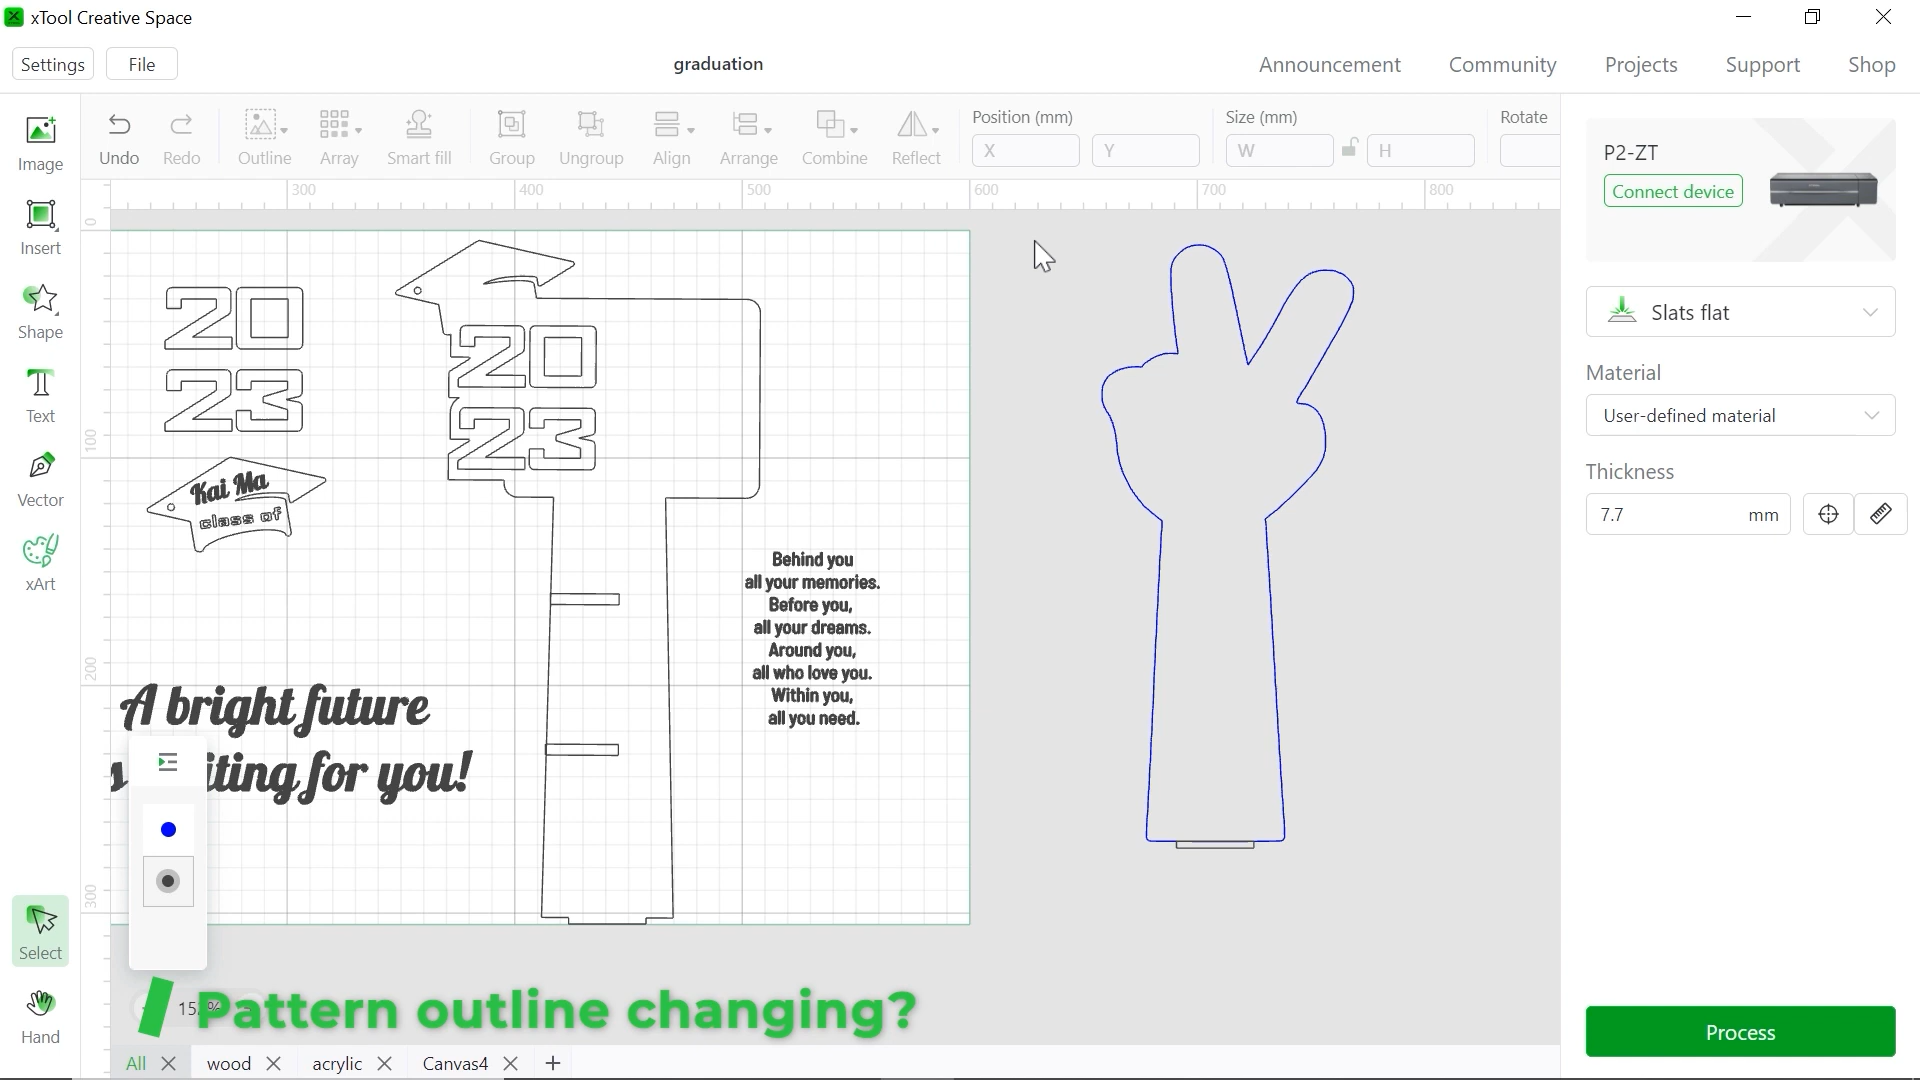 xTool Creative Space
Settings
File
graduation
Announcement
Community
Projects
Support
Shop
Image
Insert
Shape
Text
Vector
xArt
Select
Hand
Undo
Redo
Outline
Array
Smart fill
Group
Ungroup
Align
Arrange
Combine
Reflect
Position (mm)
X
Y
Size (mm)
W
H
Rotate
300
400
500
600
700
800
0
100
200
300
20
23
20
23
Kai Ma
class of
Behind you
all your memories.
Before you,
all your dreams.
Around you,
all who love you.
Within you,
all you need.
A bright future
s iting for you!
Pattern outline changing?
All
wood
acrylic
Canvas4
P2-ZT
Connect device
Slats flat
Material
User-defined material
Thickness
7.7
mm
Process